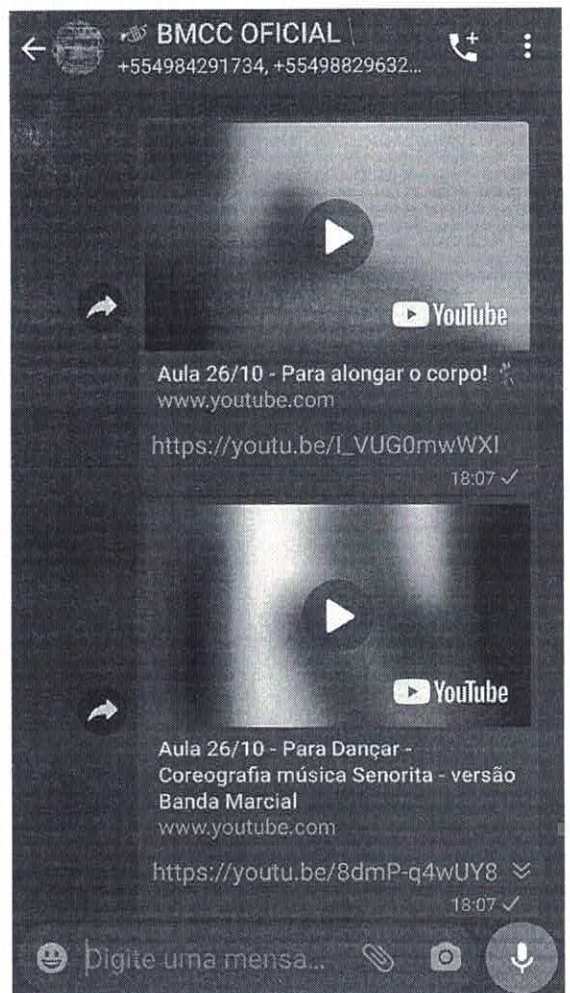 BMCC OFICIAL
+554984291734, +55498829632...
YouTube
Aula 26/10 - Para alongar o corpo!
www.youtube.com
https://youtu.be/I_VUG0mwWXI
18:07
YouTube
Aula 26/10 - Para Dançar -
Coreografia música Senorita - versão
Banda Marcial
www.youtube.com
https://youtu.be/8dmP-q4wUY8
18:07
Digite uma mensa...